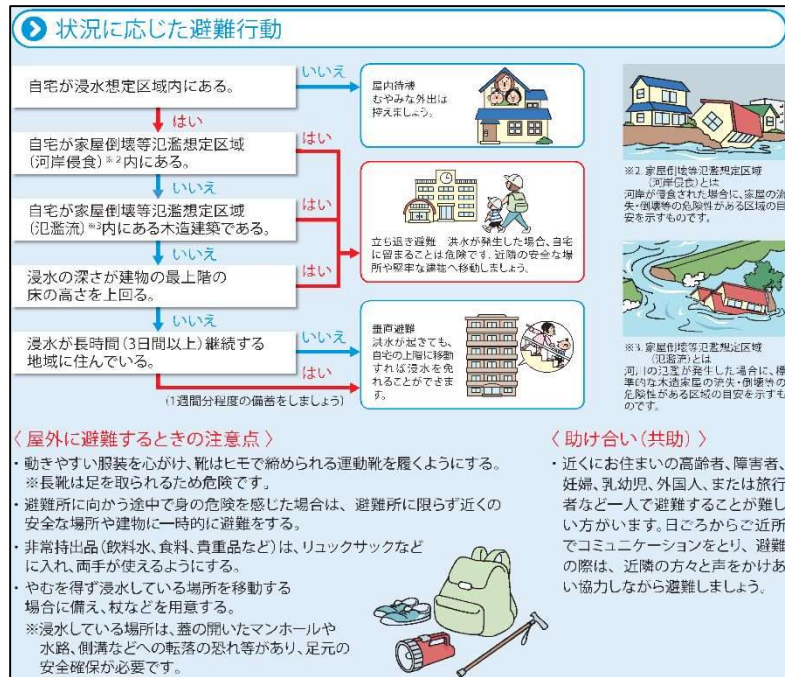 状況に応じた避難行動
自宅が浸水想定区域内にある。
いいえ
屋内待機
むやみな外出は
控えましょう。
はい
自宅が家屋倒壊等氾濫想定区域
(河岸侵食)※2内にある。
はい
いいえ
自宅が家屋倒壊等氾濫想定区域
(氾濫流)※3内にある木造建築である。
はい
いいえ
浸水の深さが建物の最上階の
床の高さを上回る。
はい
立ち退き避難 洪水が発生した場合、自宅
に留まることは危険です。近隣の安全な場
所や堅牢な建物へ移動しましょう。
いいえ
浸水が長時間(3日間以上)継続する
地域に住んでいる。
いいえ
はい
(1週間分程度の備蓄をしましょう)
垂直避難
洪水が起きても、
自宅の上階に移動
すれば浸水を免
れることができま
す。
※2. 家屋倒壊等氾濫想定区域
(河岸侵食)とは
河岸が侵食された場合に、家屋の流
失・倒壊等の危険性がある区域の目
安を示すものです。
※3. 家屋倒壊等氾濫想定区域
(氾濫流)とは
河川の氾濫が発生した場合に、標
準的な木造家屋の流失・倒壊等の
危険性がある区域の目安を示すも
のです。
〈 屋外に避難するときの注意点 〉
・動きやすい服装を心がけ、靴はヒモで締められる運動靴を履くようにする。
※長靴は足を取られるため危険です」
・避難所に向かう途中で身の危険を感じた場合は、避難所に限らず近くの
安全な場所や建物に一時的に避難をする。
・非常持出品(飲料水、食料、貴重品など)は、リュックサックなど
に入れ、両手が使えるようにする。
・やむを得ず浸水している場所を移動する
場合に備え、杖などを用意する。
※浸水している場所は、蓋の開いたマンホールや
水路、側溝などへの転落の恐れ等があり、足元の
安全確保が必要です。
〈 助け合い(共助) 〉
・近くにお住まいの高齢者、障害者、
妊婦、乳幼児、外国人、または旅行
者など一人で避難することが難し
い方がいます。日ごろからご近所
でコミュニケーションをとり、避難
の際は、近隣の方々と声をかけあ
い協力しながら避難しましょう。